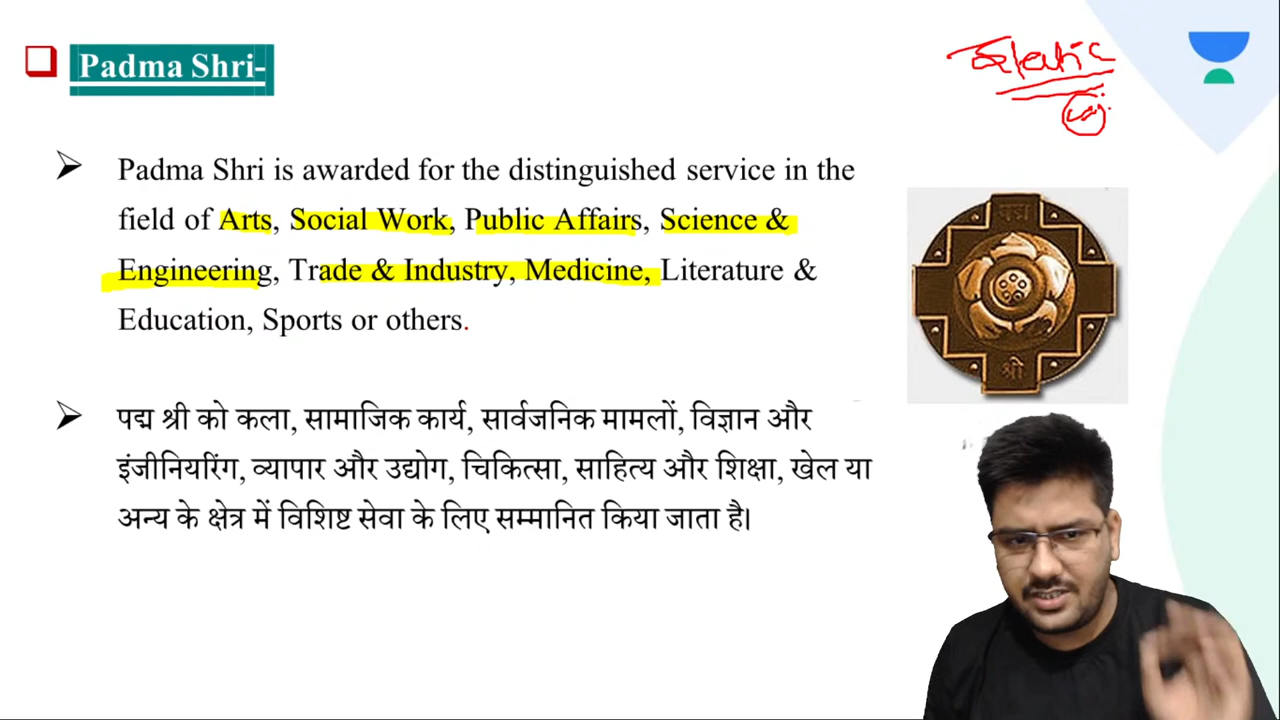 Padma Shri-
Padma Shri is awarded for the distinguished service in the
field of Arts, Social Work, Public Affairs, Science &
Engineering, Trade & Industry, Medicine, Literature &
Education, Sports or others.
पद्म
श्री
पद्म श्री को कला, सामाजिक कार्य, सार्वजनिक मामलों, विज्ञान और
इंजीनियरिंग, व्यापार और उद्योग, चिकित्सा, साहित्य और शिक्षा, खेल या
अन्य के क्षेत्र में विशिष्ट सेवा के लिए सम्मानित किया जाता है।